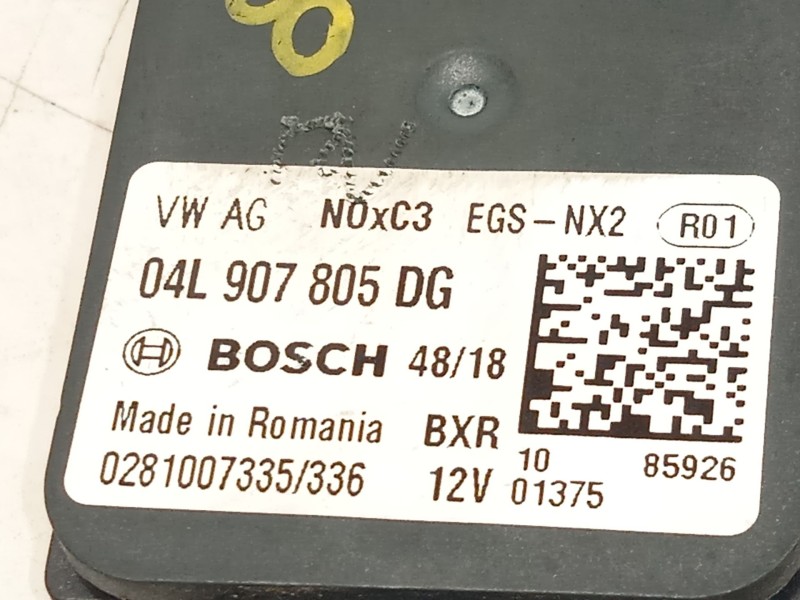 VW AG NOxC3 EGS-NX2 R01
04L 907 805 DG
BOSCH 48/18
Made in Romania BXR
10 85926
0281007335/336 12V 01375